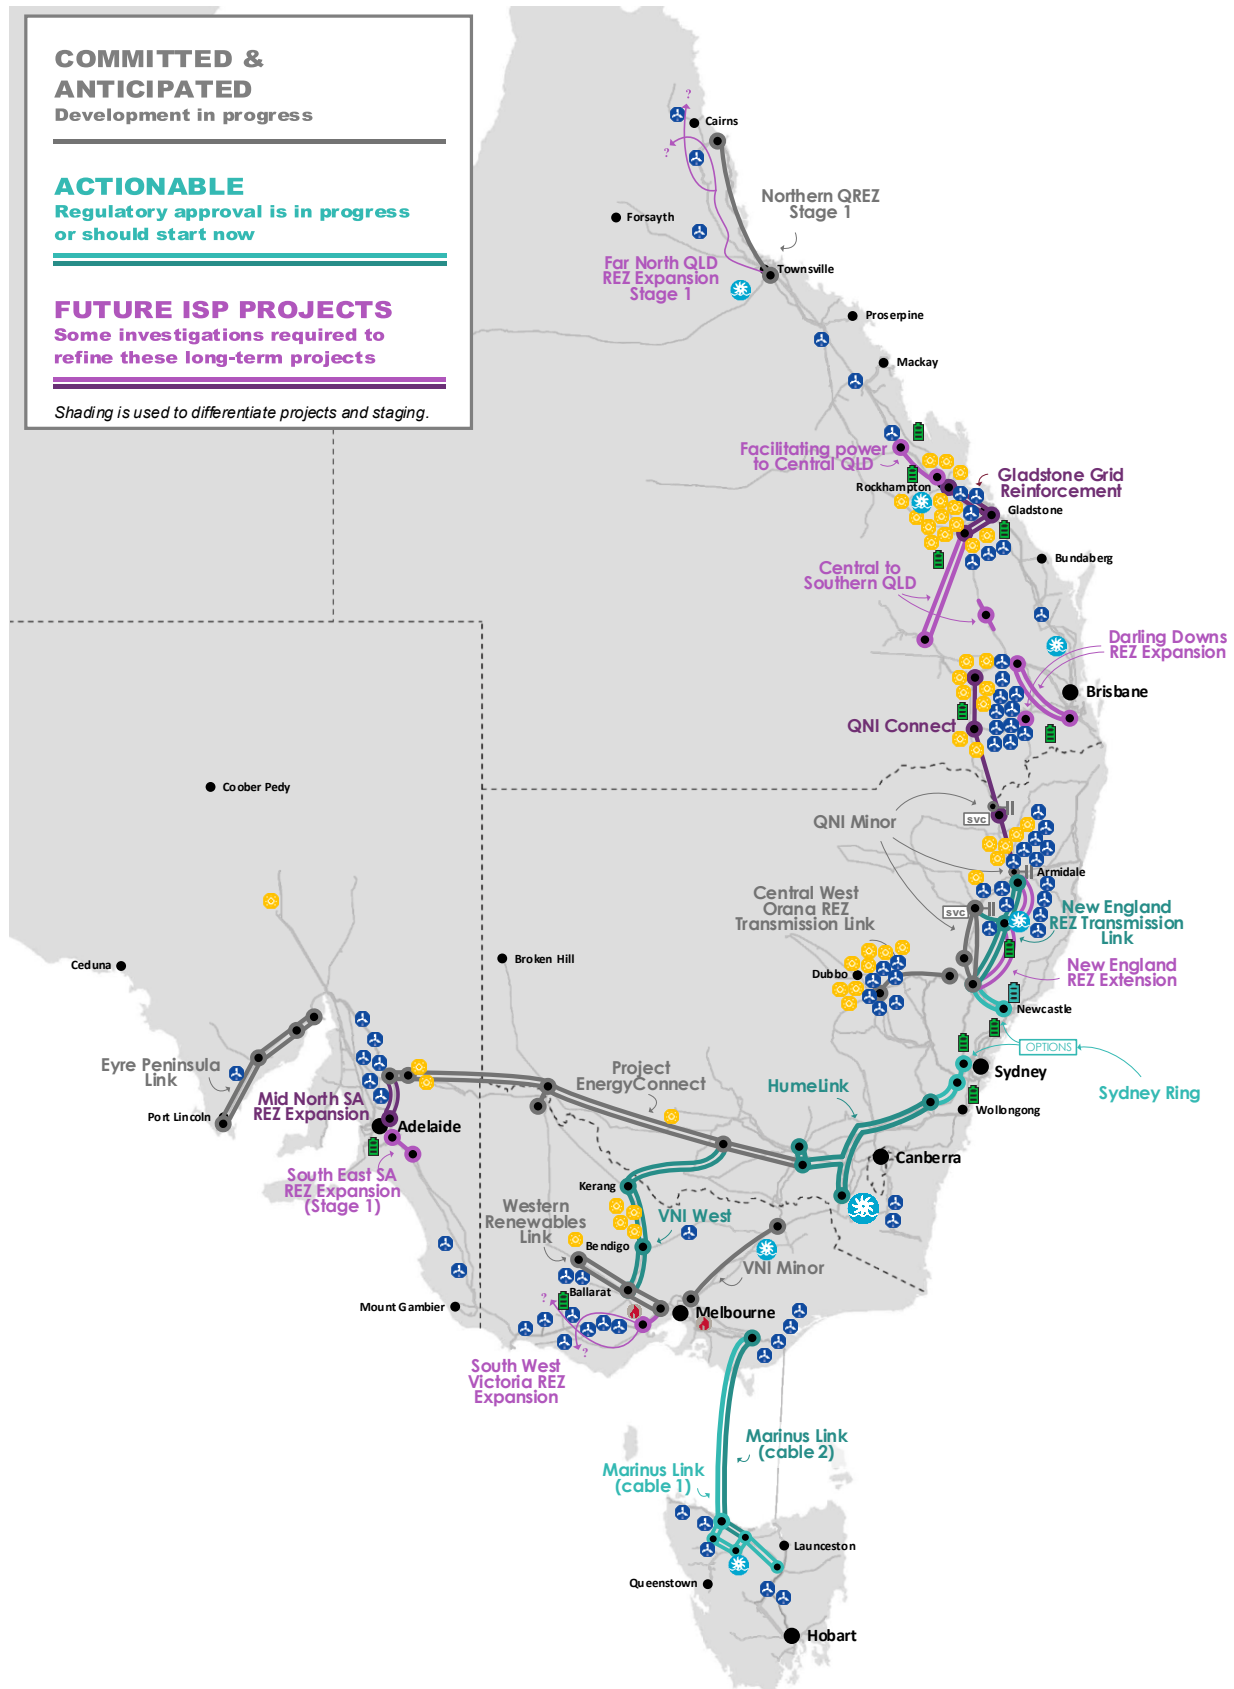 COMMITTED &
ANTICIPATED
Development in progress
ACTIONABLE
Regulatory approval is in progress
or should start now
FUTURE ISP PROJECTS
Some investigations required to
refine these long-term projects
Shading is used to differentiate projects and staging.
?
Cairns
?
Northern QREZ
Stage 1
Forsayth
Far North QLD
REZ Expansion
Stage 1
Townsville
Proserpine
Mackay
Facilitating power
to Central QLD
Rockhampton
Gladstone Grid
Reinforcement
Gladstone
Bundaberg
Central to
Southern QLD
Darling Downs
REZ Expansion
Brisbane
QNI Connect
Coober Pedy
QNI Minor
svc
Armidale
Central West
Orana REZ
Transmission Link
svc
New England
REZ Transmission
Link
New England
REZ Extension
Ceduna
Broken Hill
Dubbo
Newcastle
OPTIONS
Sydney
Sydney Ring
Wollongong
Eyre Peninsula
Link
Port Lincoln
Mid North SA
REZ Expansion
Adelaide
Project
EnergyConnect
HumeLink
Canberra
South East SA
REZ Expansion
(Stage 1)
Kerang
Western
Renewables
Link
VNI West
Bendigo
VNI Minor
Ballarat
?
Mount Gambier
Melbourne
?
South West
Victoria REZ
Expansion
Marinus Link
(cable 2)
Marinus Link
(cable 1)
Launceston
Queenstown
Hobart